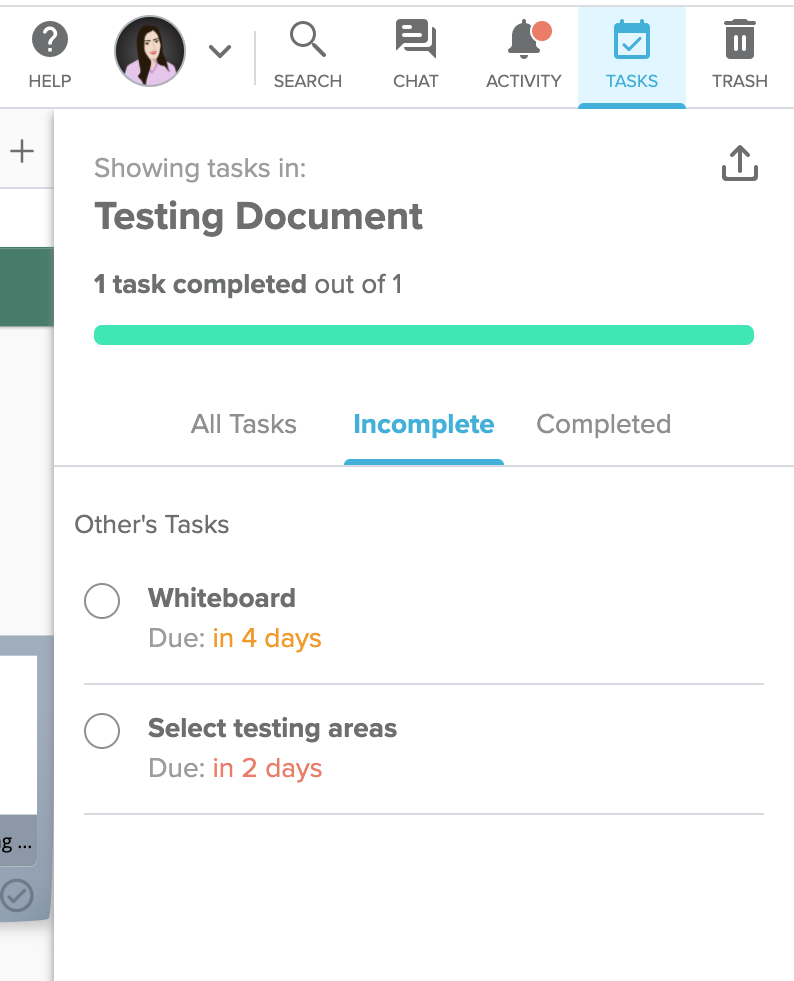 HELP
SEARCH
CHAT
ACTIVITY
TASKS
TRASH
Showing tasks in:
Testing Document
1 task completed out of 1
All Tasks
Incomplete
Completed
Other's Tasks
Whiteboard
Due: in 4 days
Select testing areas
Due: in 2 days
g ...